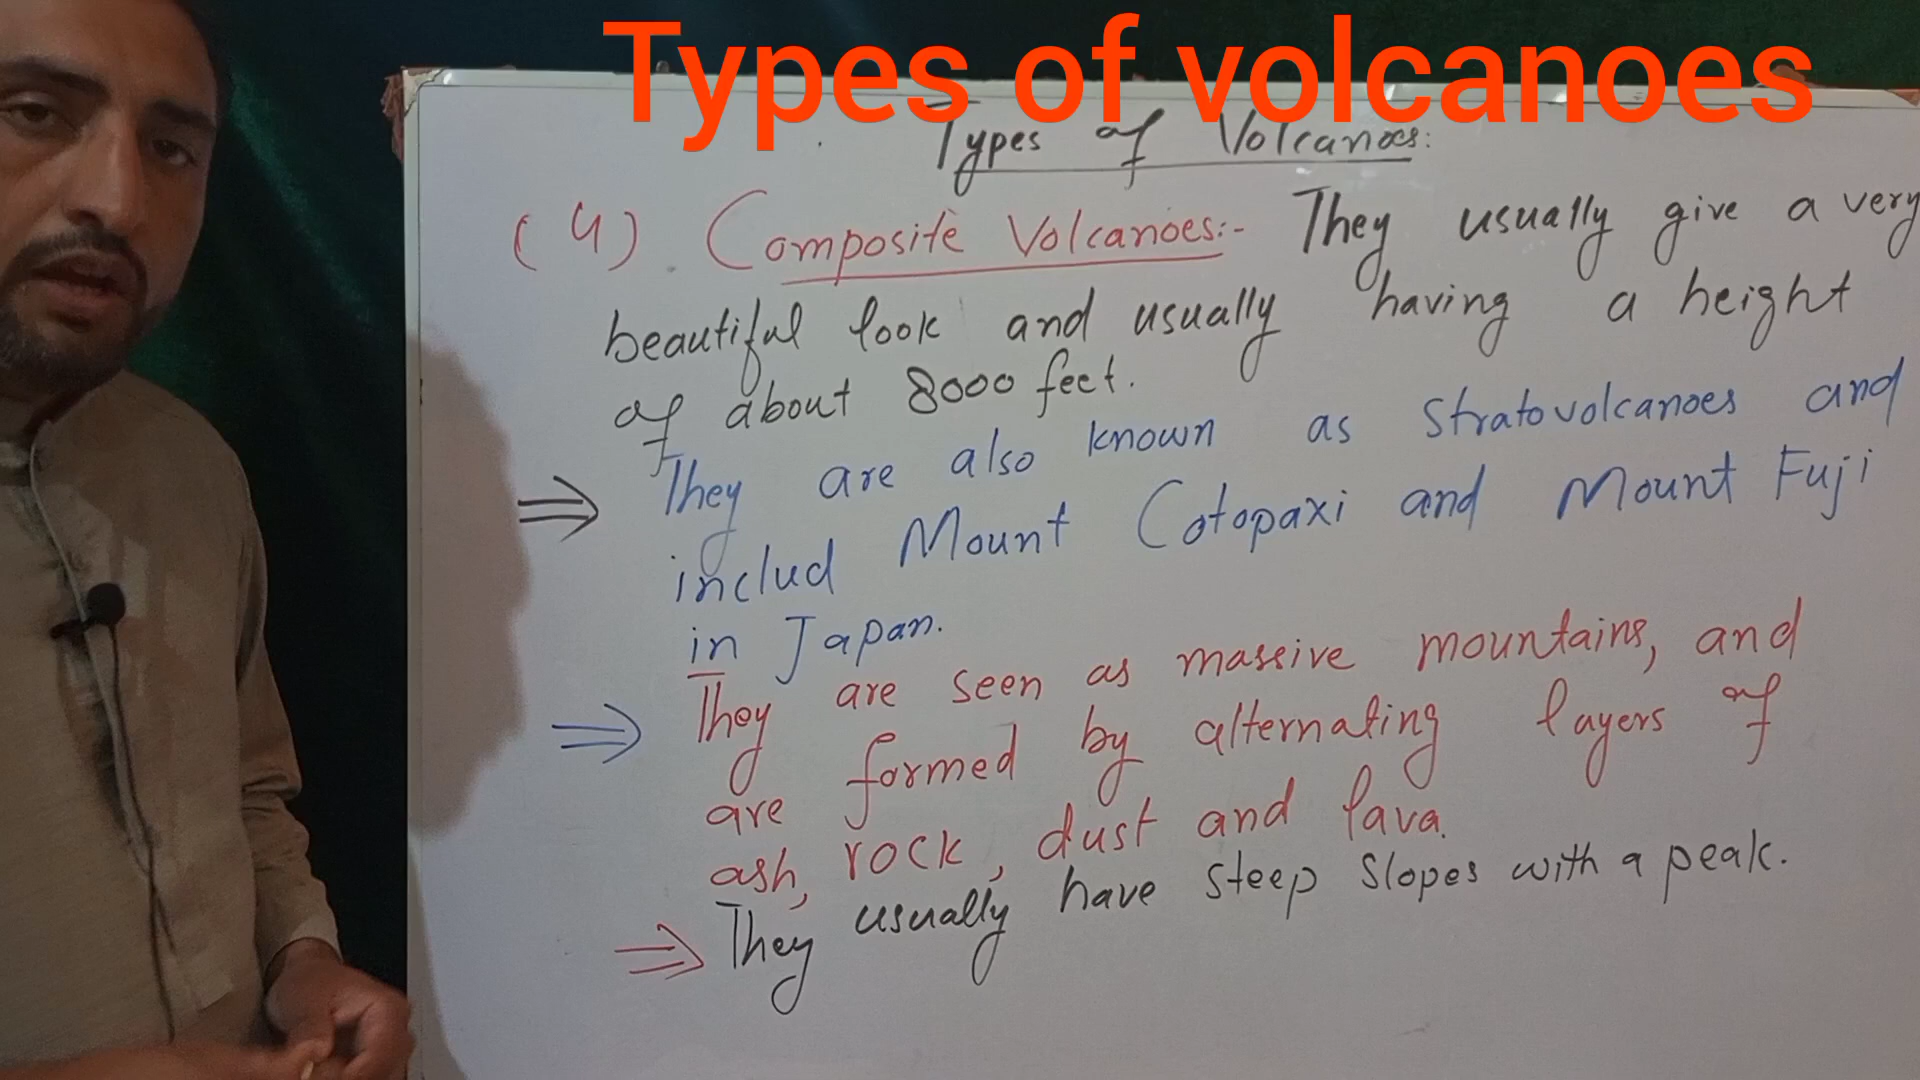 Types of volcanoes
Types of Volcanoes:
(4) Composite Volcanoes:- They usually give a very
beautiful look and usually having a height
of about 8000 feet.
⇒ They are also known as Stratovolcanoes and
includ Mount Cotopaxi and Mount Fuji
in Japan.
⇒ They are seen as massive mountains, and
are formed by alternating layers of
ash, rock, dust and lava.
⇒ They usually have steep slopes with a peak.